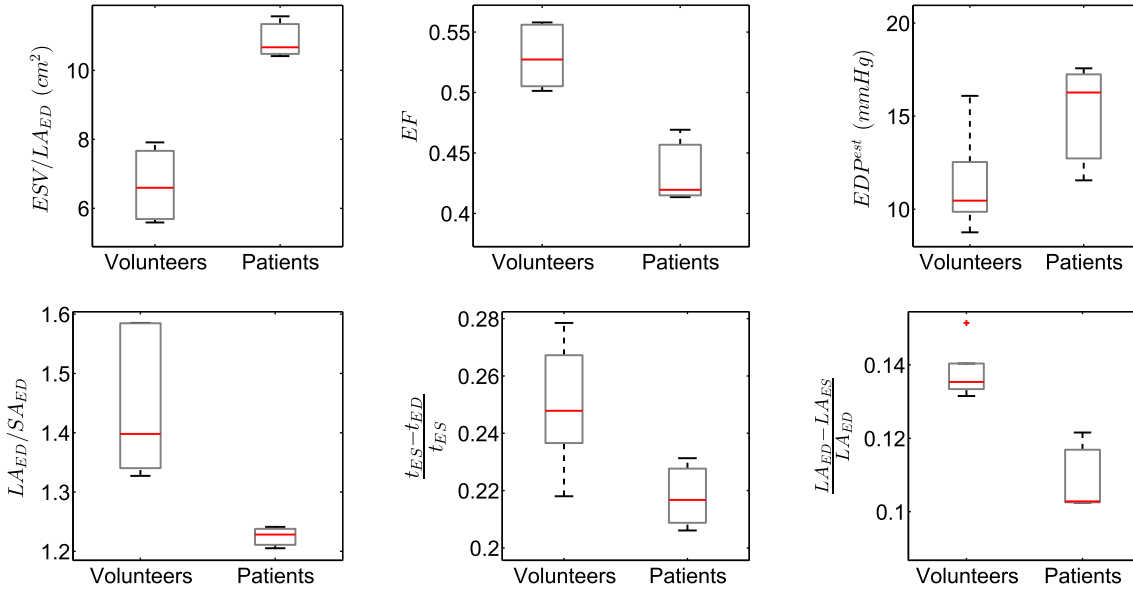 ESV/LA_ED (cm²)
10
8
6
Volunteers Patients
EF
0.55
0.5
0.45
0.4
Volunteers Patients
EDP^est (mmHg)
20
15
10
Volunteers Patients
LA_ED/SA_ED
1.6
1.5
1.4
1.3
1.2
Volunteers Patients
t_ES−t_ED
t_ES
0.28
0.26
0.24
0.22
0.2
Volunteers Patients
LA_ED−LA_ES
LA_ED
0.14
0.12
0.1
Volunteers Patients